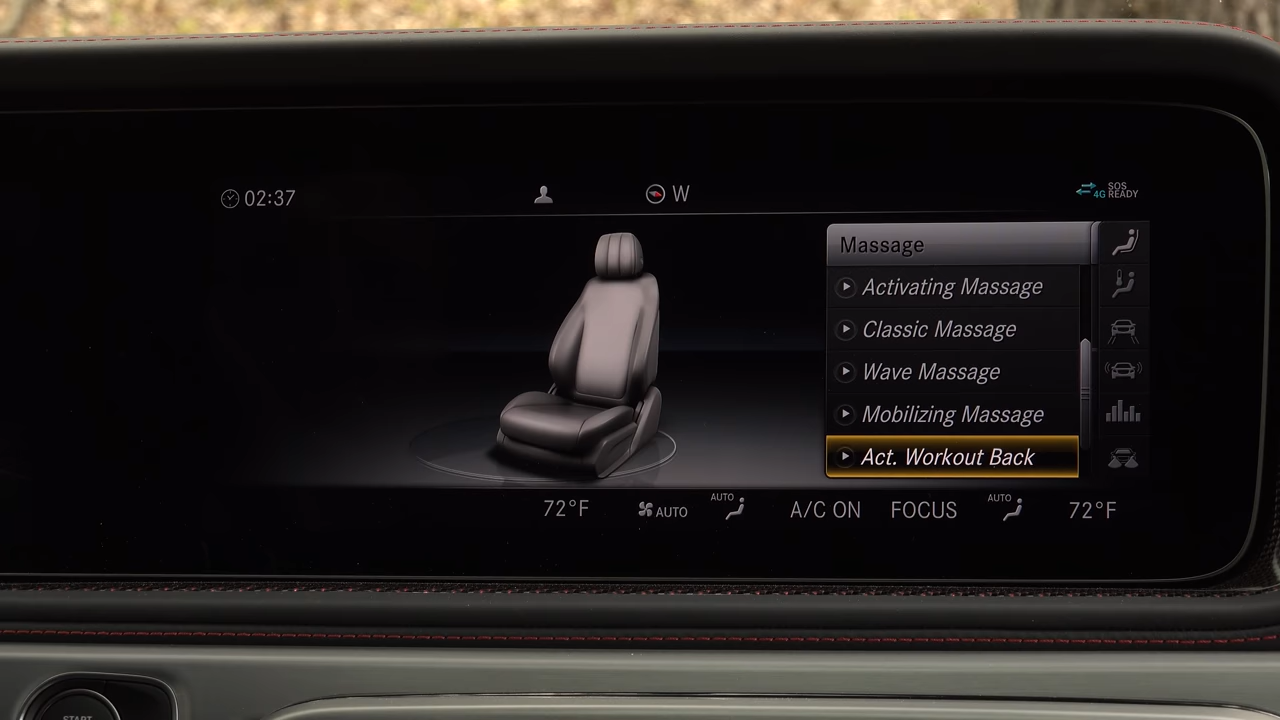 02:37
W
4G
SOS
READY
Massage
Activating Massage
Classic Massage
Wave Massage
Mobilizing Massage
Act. Workout Back
72°F
AUTO
AUTO
A/C ON
FOCUS
AUTO
72°F
START